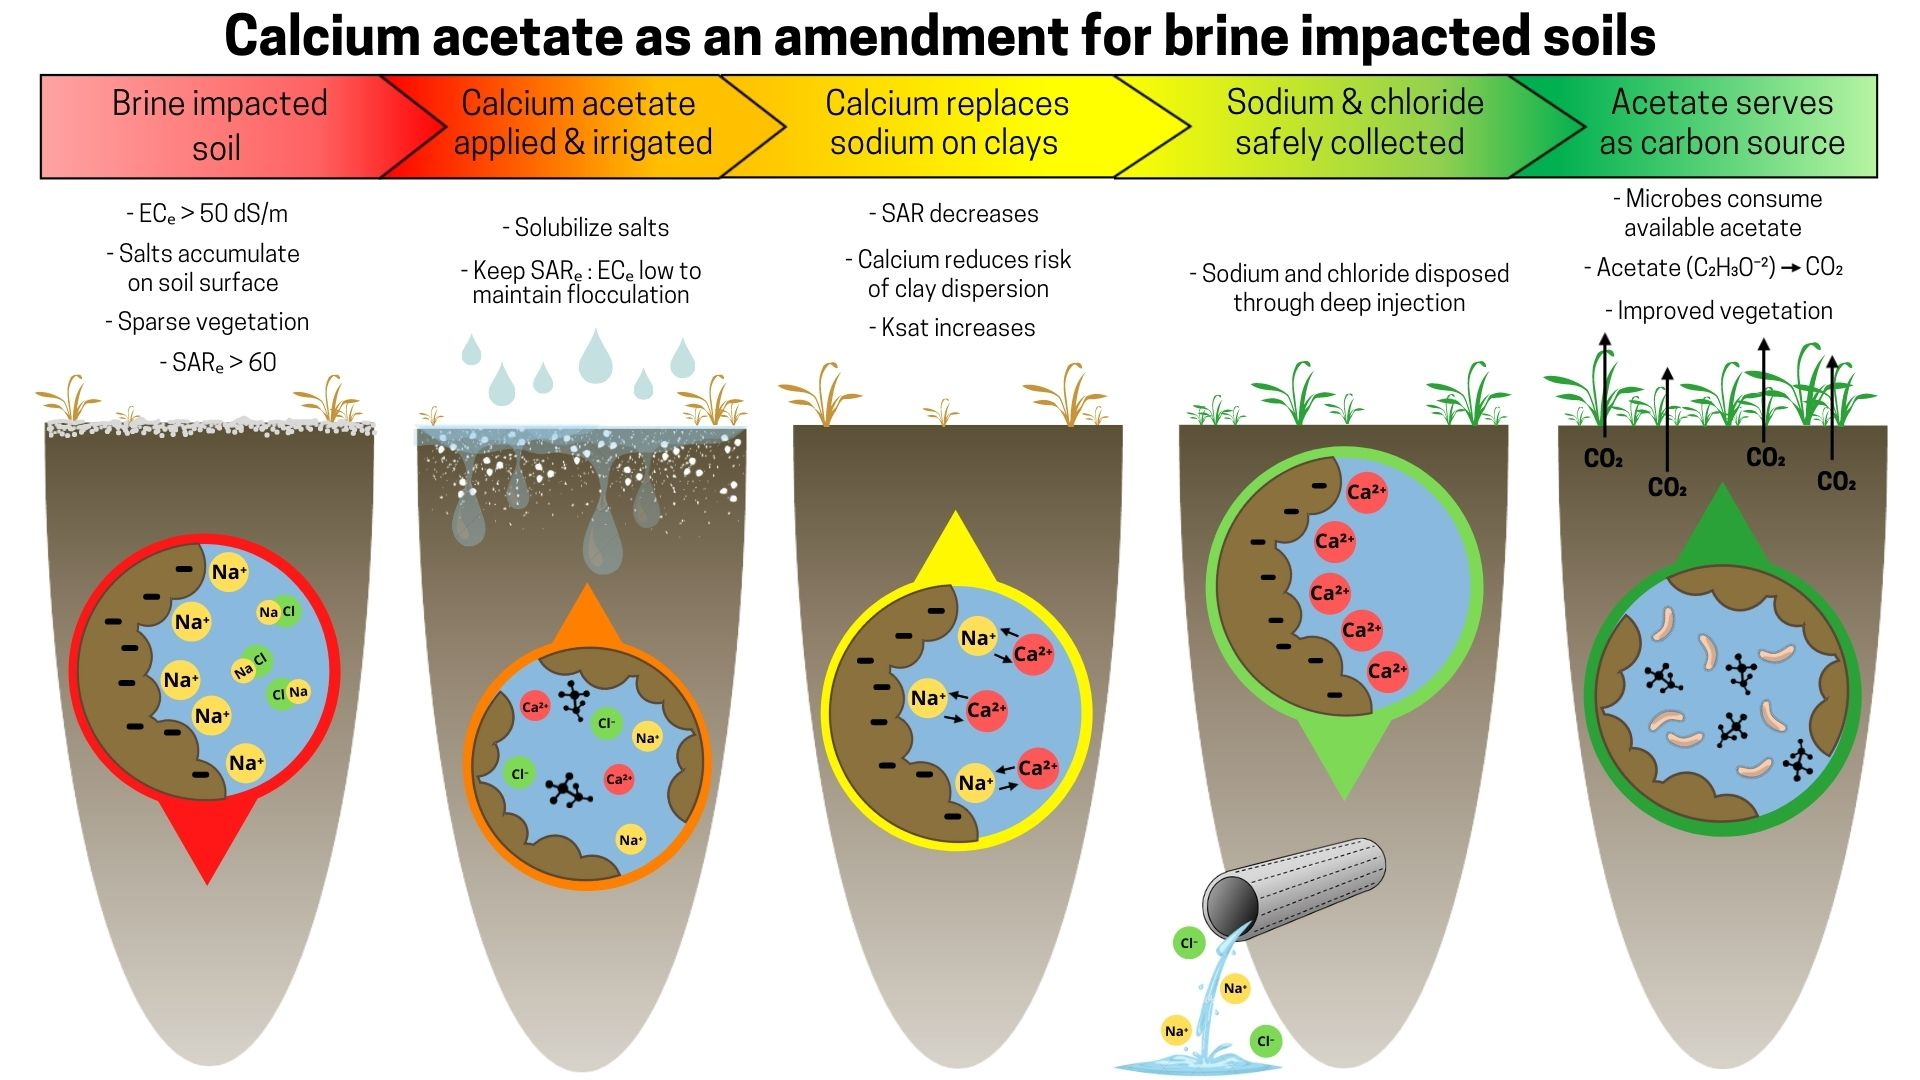 Calcium acetate as an amendment for brine impacted soils
Brine impacted
soil
Calcium acetate
applied & irrigated
Calcium replaces
sodium on clays
Sodium & chloride
safely collected
Acetate serves
as carbon source
- ECₑ > 50 dS/m
- Salts accumulate
on soil surface
- Sparse vegetation
- SARₑ > 60
- Solubilize salts
- Keep SARₑ : ECₑ low to
maintain flocculation
- SAR decreases
- Calcium reduces risk
of clay dispersion
- Ksat increases
- Sodium and chloride disposed
through deep injection
- Microbes consume
available acetate
- Acetate (C₂H₃O⁻²) → CO₂
- Improved vegetation
Na⁺
Na Cl
Na⁺
Na Cl
Na⁺
Cl Na
Na⁺
Na⁺
Ca²⁺
Cl⁻
Na⁺
Cl⁻
Ca²⁺
Na⁺
Na⁺
Ca²⁺
Na⁺
Ca²⁺
Na⁺
Ca²⁺
Ca²⁺
Ca²⁺
Ca²⁺
Ca²⁺
Ca²⁺
Cl⁻
Na⁺
Na⁺
Cl⁻
CO₂
CO₂
CO₂
CO₂